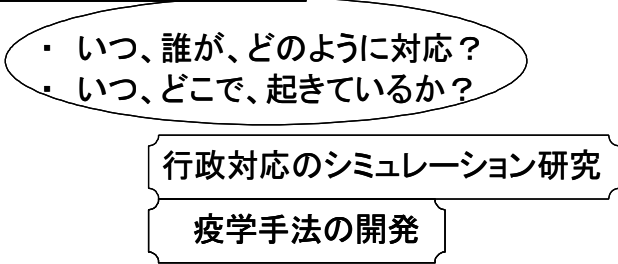 ・ いつ、誰が、どのように対応？
・ いつ、どこで、起きているか？
行政対応のシミュレーション研究
疫学手法の開発